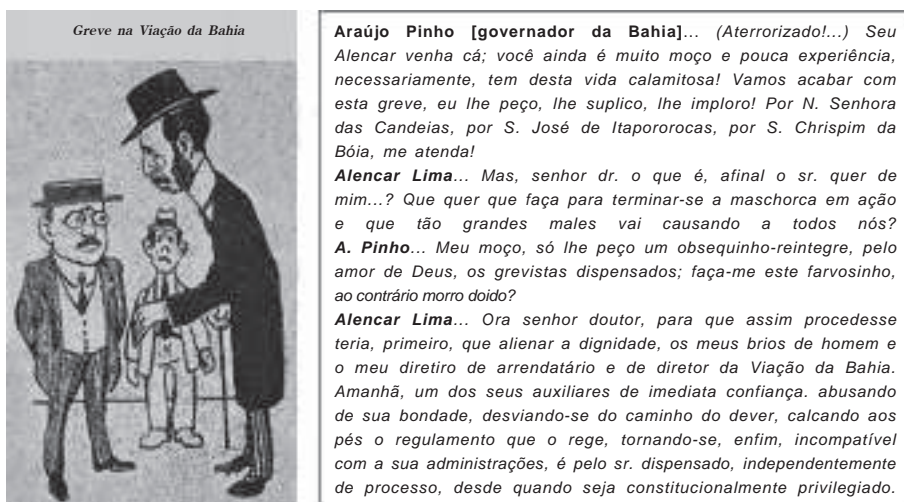 Greve na Viação da Bahia
Araújo Pinho [governador da Bahia]... (Aterrorizado!...) Seu
Alencar venha cá; você ainda é muito moço e pouca experiência,
necessariamente, tem desta vida calamitosa! Vamos acabar com
esta greve, eu lhe peço, lhe suplico, lhe imploro! Por N. Senhora
das Candeias, por S. José de Itapororocas, por S. Chrispim da
Bóia, me atenda!
Alencar Lima... Mas, senhor dr. o que é, afinal o sr. quer de
mim...? Que quer que faça para terminar-se a maschorca em ação
e que tão grandes males vai causando a todos nós?
A. Pinho... Meu moço, só lhe peço um obsequinho-reintegre, pelo
amor de Deus, os grevistas dispensados; faça-me este farvosinho,
ao contrário morro doido?
Alencar Lima... Ora senhor doutor, para que assim procedesse
teria, primeiro, que alienar a dignidade, os meus brios de homem e
o meu diretiro de arrendatário e de diretor da Viação da Bahia.
Amanhã, um dos seus auxiliares de imediata confiança. abusando
de sua bondade, desviando-se do caminho do dever, calcando aos
pés o regulamento que o rege, tornando-se, enfim, incompatível
com a sua administrações, é pelo sr. dispensado, independentemente
de processo, desde quando seja constitucionalmente privilegiado.